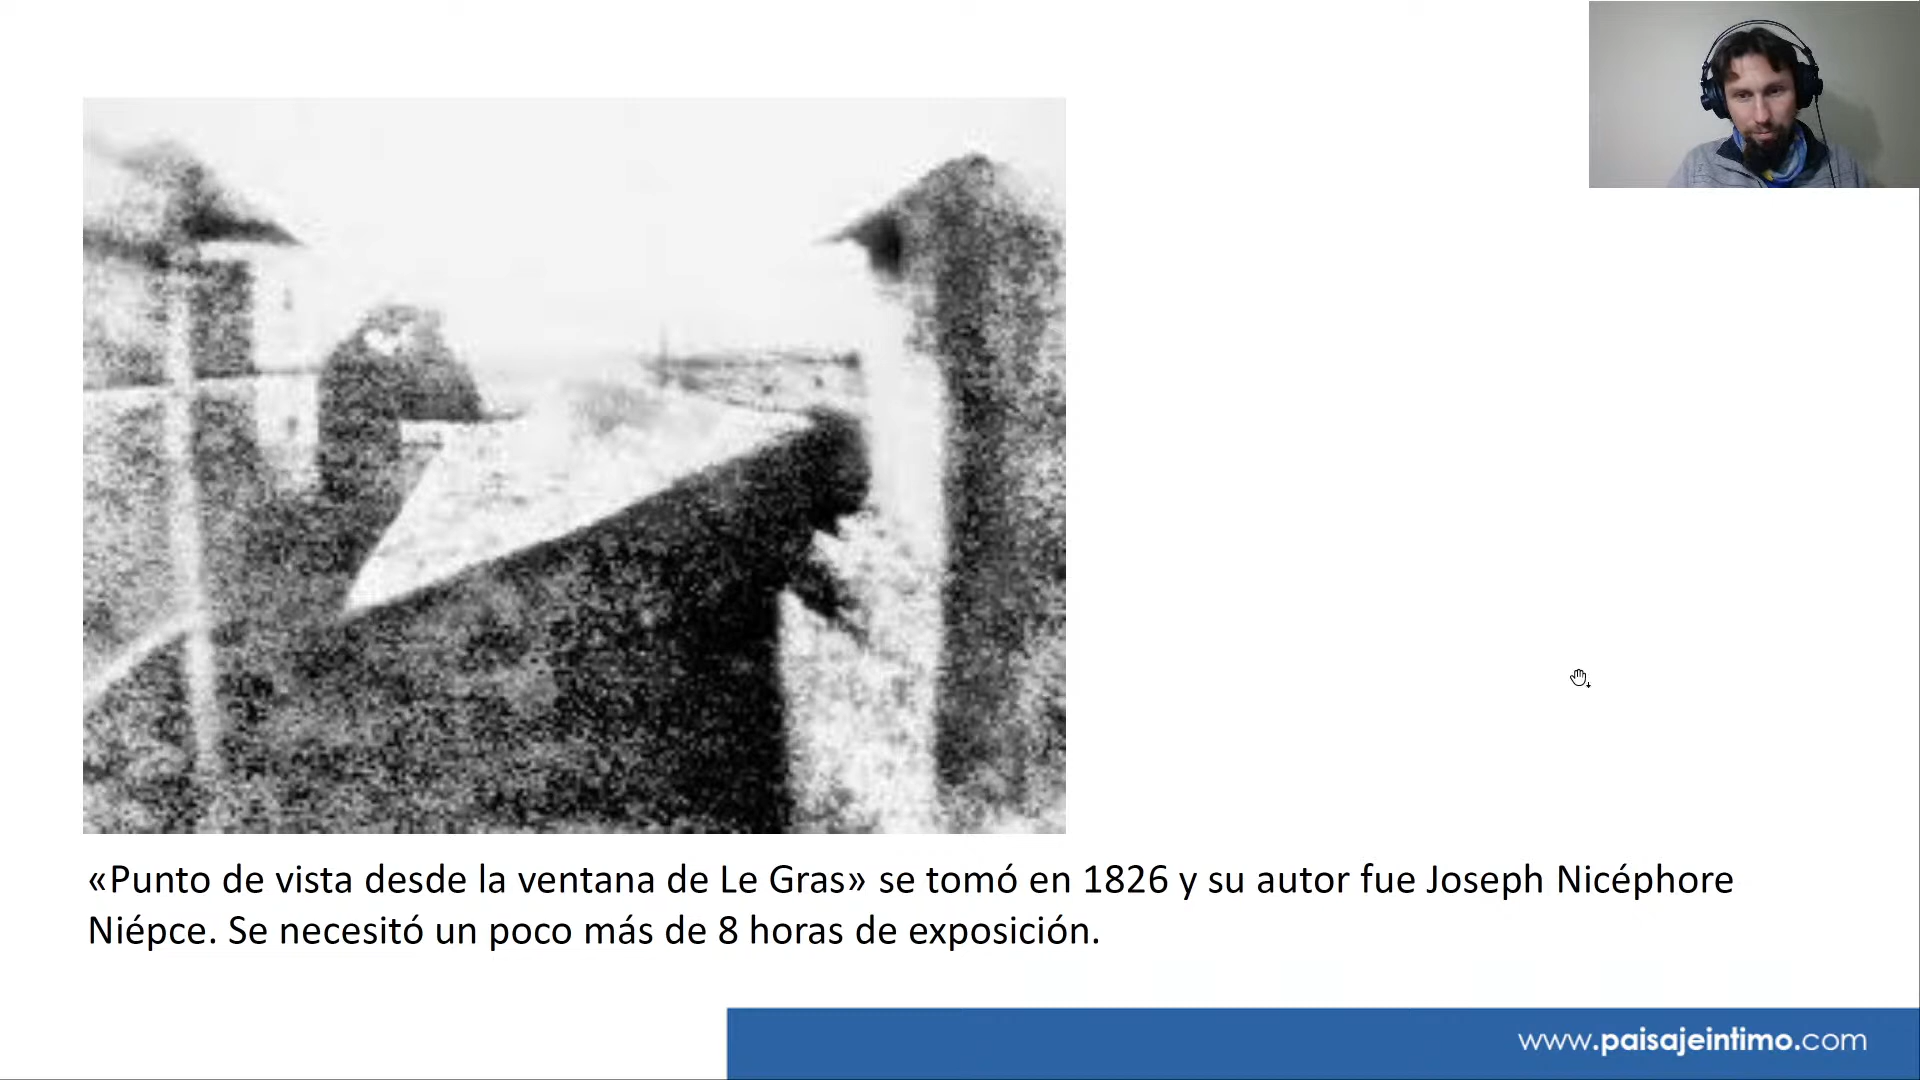 «Punto de vista desde la ventana de Le Gras» se tomó en 1826 y su autor fue Joseph Nicéphore
Niépce. Se necesitó un poco más de 8 horas de exposición.
www.paisajeintimo.com